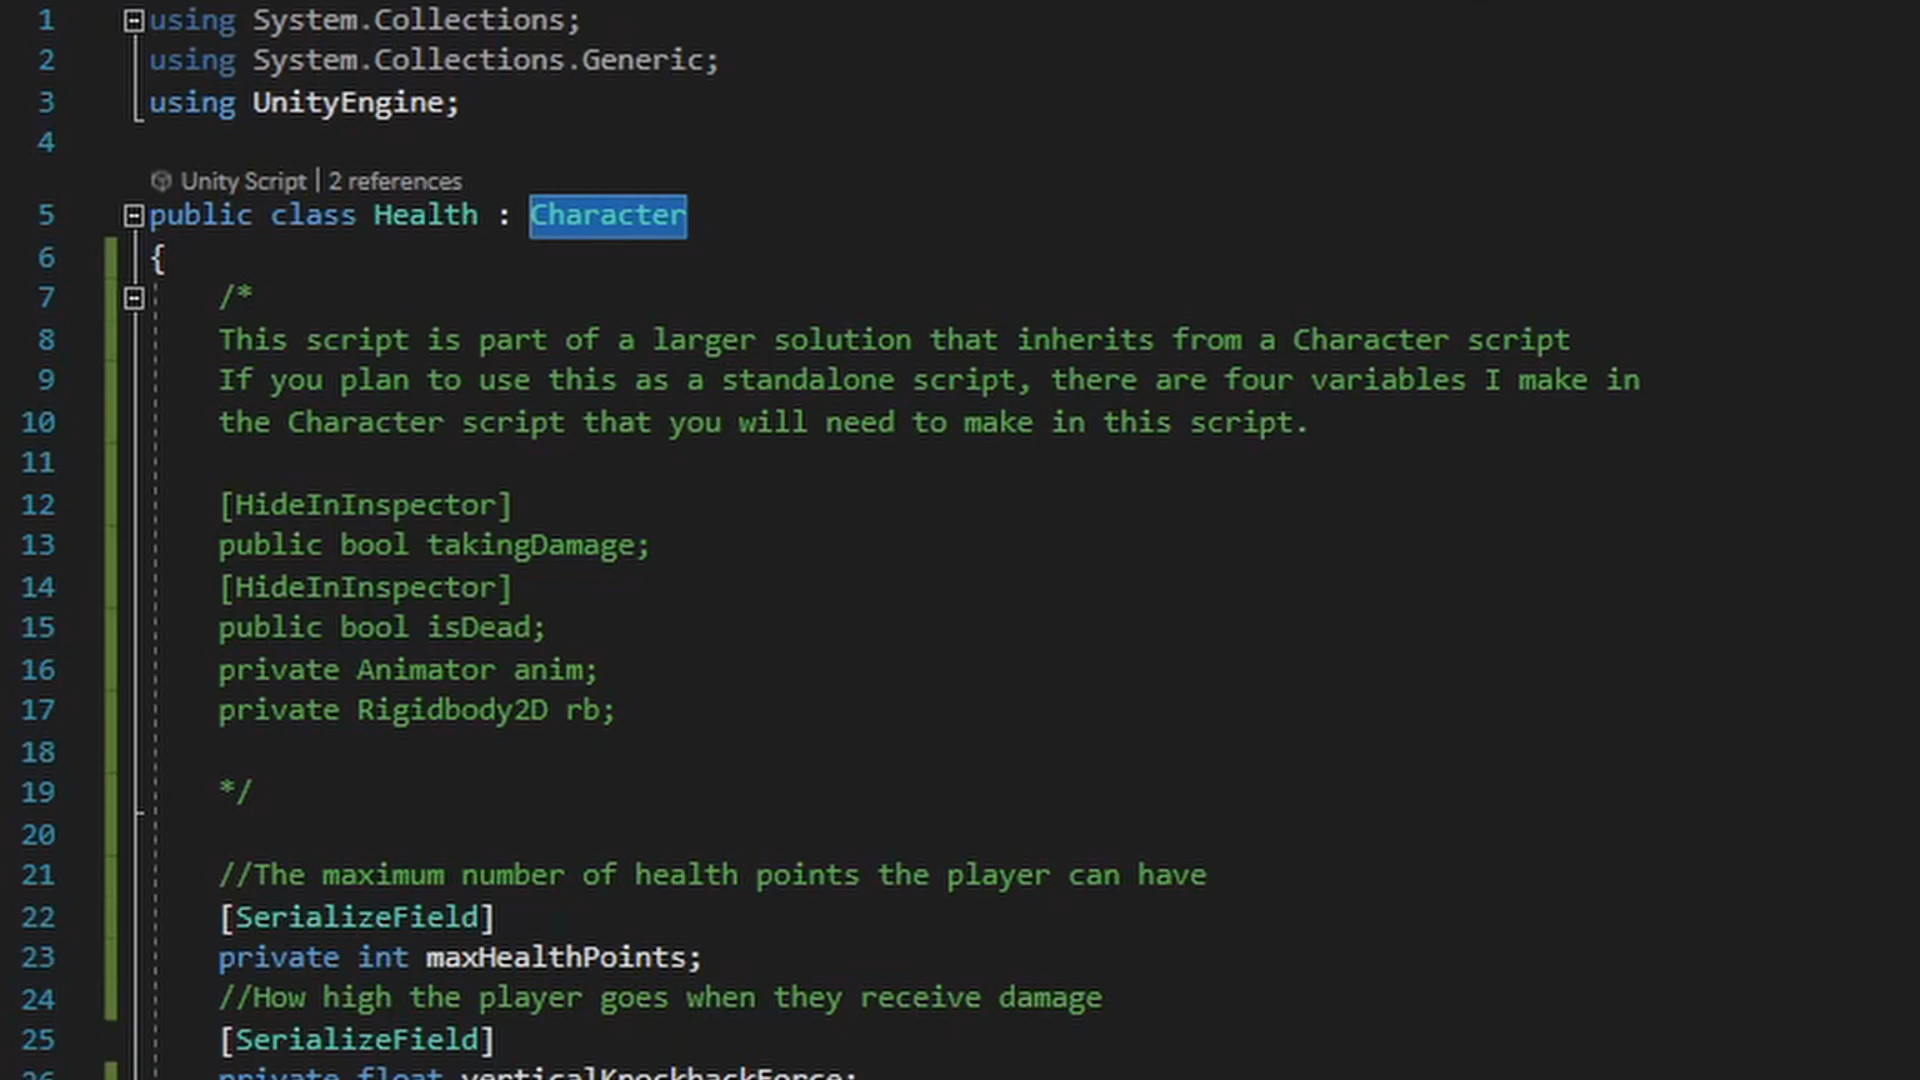 1 using System.Collections;
2 using System.Collections.Generic;
3 using UnityEngine;
4
Unity Script | 2 references
5 public class Health : Character
6 {
7 /*
8 This script is part of a larger solution that inherits from a Character script
9 If you plan to use this as a standalone script, there are four variables I make in
10 the Character script that you will need to make in this script.
11
12 [HideInInspector]
13 public bool takingDamage;
14 [HideInInspector]
15 public bool isDead;
16 private Animator anim;
17 private Rigidbody2D rb;
18
19 */
20
21 //The maximum number of health points the player can have
22 [SerializeField]
23 private int maxHealthPoints;
24 //How high the player goes when they receive damage
25 [SerializeField]
26 private float verticalKnockbackForce;